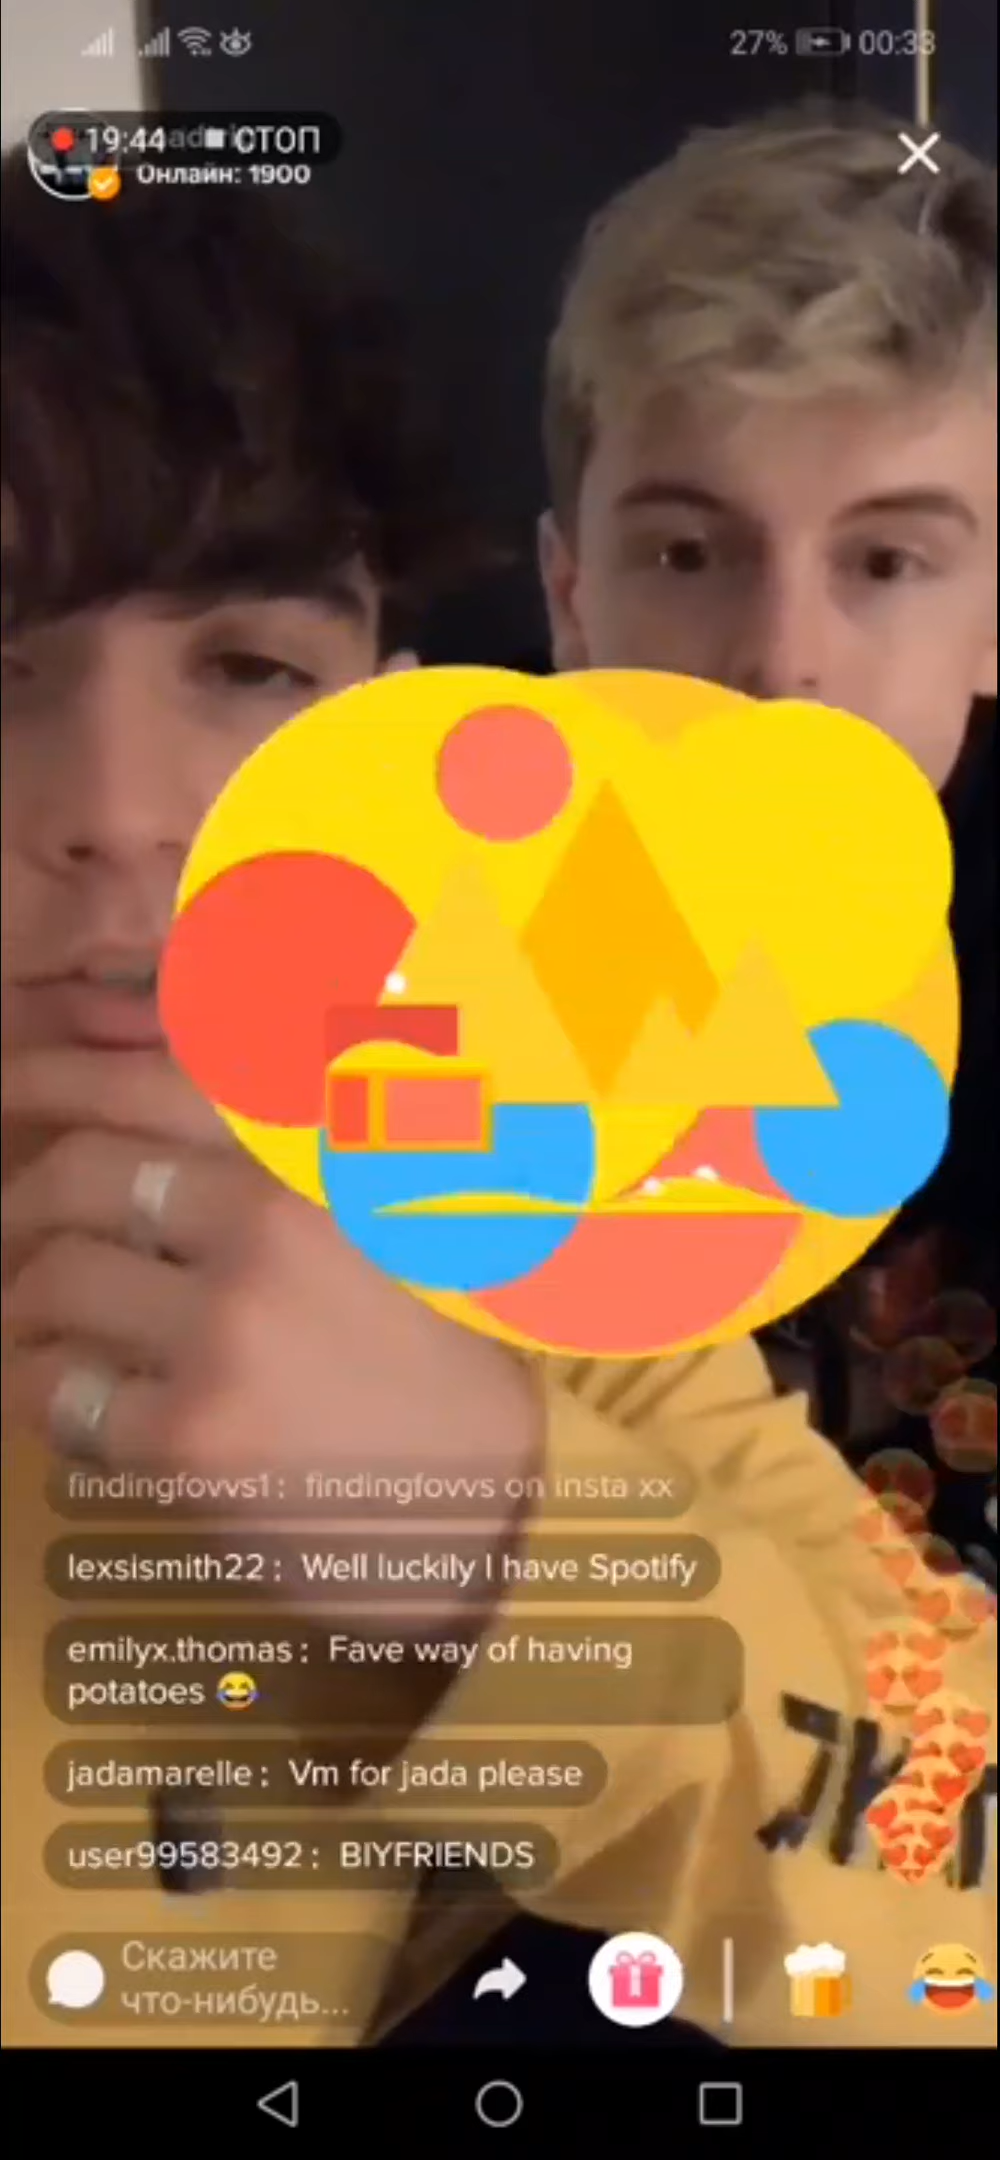 27% 00:33
19:44 СТОП
Онлайн: 1900
findingfovvs1: findingfovvs on insta xx
lexsismith22: Well luckily I have Spotify
emilyx.thomas: Fave way of having
potatoes 😂
jadamarelle: Vm for jada please
user99583492: BIYFRIENDS
Скажите
что-нибудь...